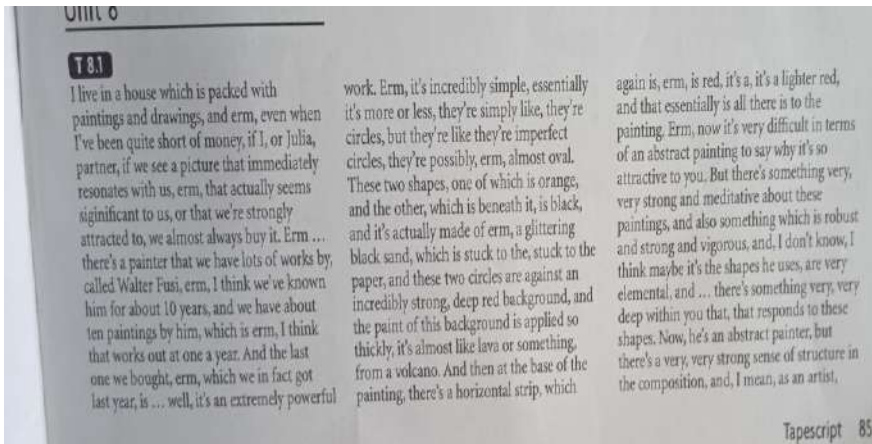 Unit 8
T 8.1
I live in a house which is packed with
paintings and drawings, and erm, even when
I've been quite short of money, if I, or Julia,
partner, if we see a picture that immediately
resonates with us, erm, that actually seems
siginificant to us, or that we're strongly
attracted to, we almost always buy it. Erm ...
there's a painter that we have lots of works by,
called Walter Fusi, erm, I think we've known
him for about 10 years, and we have about
ten paintings by him, which is erm, I think
that works out at one a year. And the last
one we bought, erm, which we in fact got
last year, is ... well, it's an extremely powerful
work. Erm, it's incredibly simple, essentially
it's more or less, they're simply like, they're
circles, but they're like they're imperfect
circles, they're possibly, erm, almost oval.
These two shapes, one of which is orange,
and the other, which is beneath it, is black,
and it's actually made of erm, a glittering
black sand, which is stuck to the, stuck to the
paper, and these two circles are against an
incredibly strong, deep red background, and
the paint of this background is applied so
thickly, it's almost like lava or something,
from a volcano. And then at the base of the
painting, there's a horizontal strip, which
again is, erm, is red, it's a, it's a lighter red,
and that essentially is all there is to the
painting. Erm, now it's very difficult in terms
of an abstract painting to say why it's so
attractive to you. But there's something very,
very strong and meditative about these
paintings, and also something which is robust
and strong and vigorous, and, I don't know, I
think maybe it's the shapes he uses, are very
elemental, and ... there's something very, very
deep within you that, that responds to these
shapes. Now, he's an abstract painter, but
there's a very, very strong sense of structure in
the composition, and, I mean, as an artist,
Tapescript 85